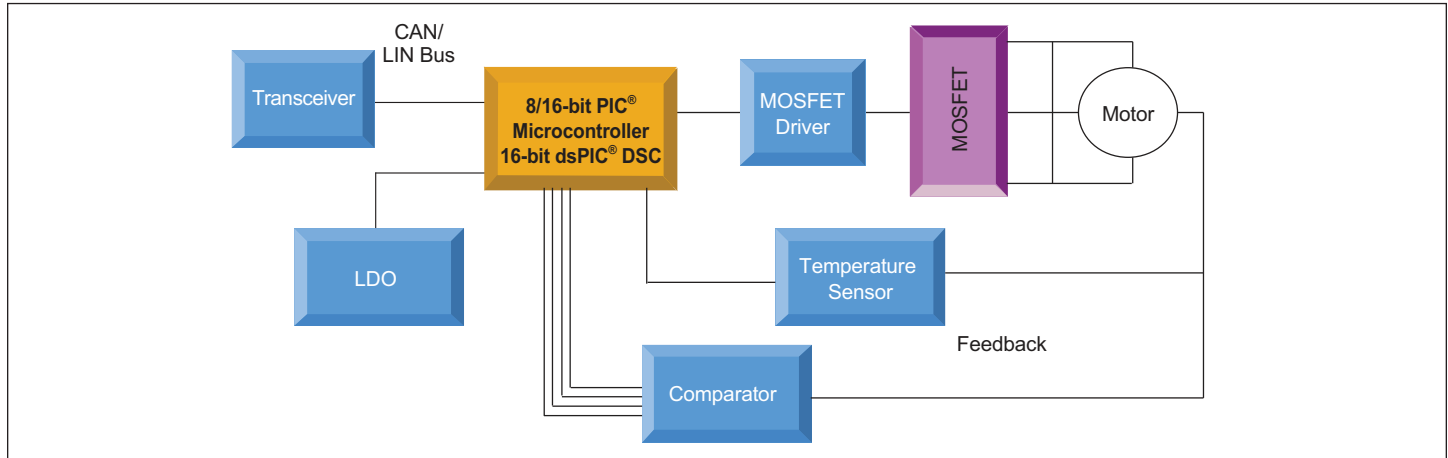 CAN/
LIN Bus
Transceiver
8/16-bit PIC®
Microcontroller
16-bit dsPIC® DSC
MOSFET
Driver
MOSFET
Motor
LDO
Temperature
Sensor
Feedback
Comparator